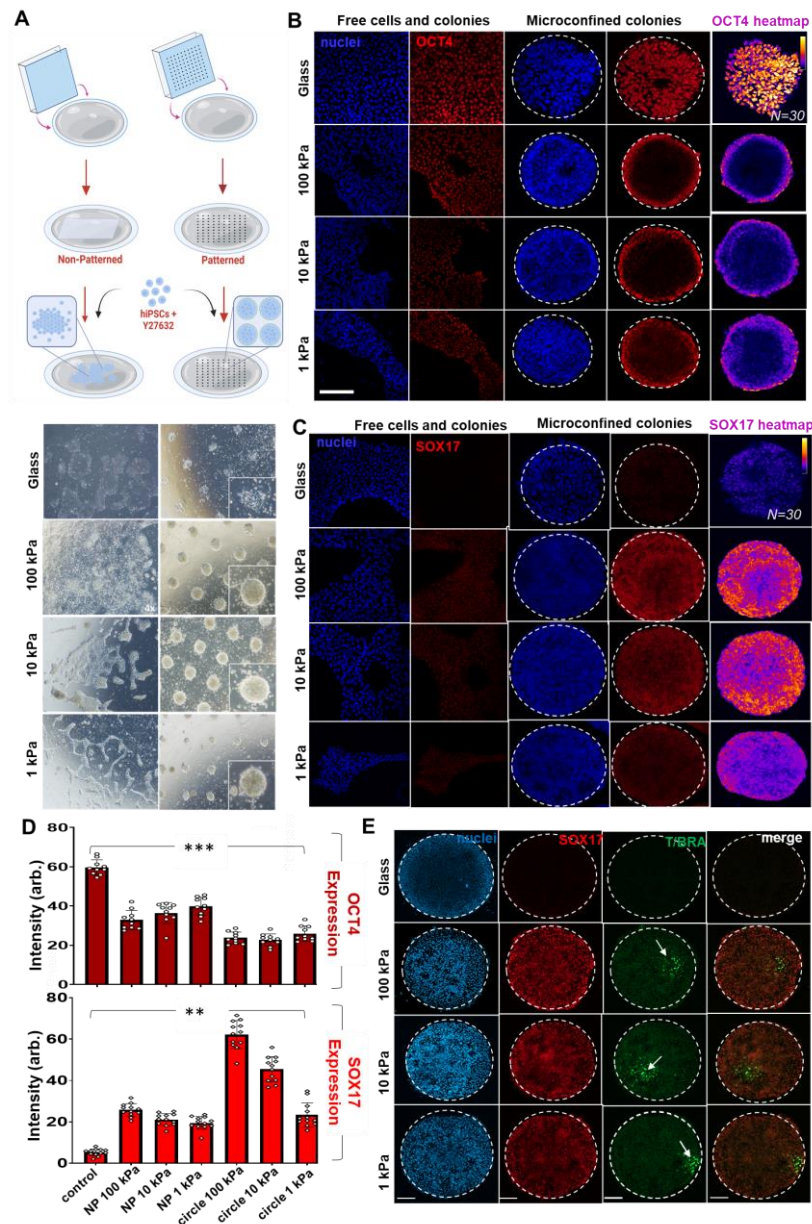 A
Non-Patterned
Patterned
hiPSCs +
Y27632
Glass
100 kPa
4x
10 kPa
1 kPa
B
Free cells and colonies
Microconfined colonies
OCT4 heatmap
nuclei
OCT4
Glass
N=30
100 kPa
10 kPa
1 kPa
C
Free cells and colonies
Microconfined colonies
SOX17 heatmap
nuclei
SOX17
Glass
N=30
100 kPa
10 kPa
1 kPa
D
80
60
40
20
0
Intensity (arb.)
***
OCT4
Expression
80
60
40
20
0
Intensity (arb.)
**
SOX17
Expression
control
NP 100 kPa
NP 10 kPa
NP 1 kPa
circle 100 kPa
circle 10 kPa
circle 1 kPa
E
nuclei
SOX17
T/BRA
merge
Glass
100 kPa
10 kPa
1 kPa